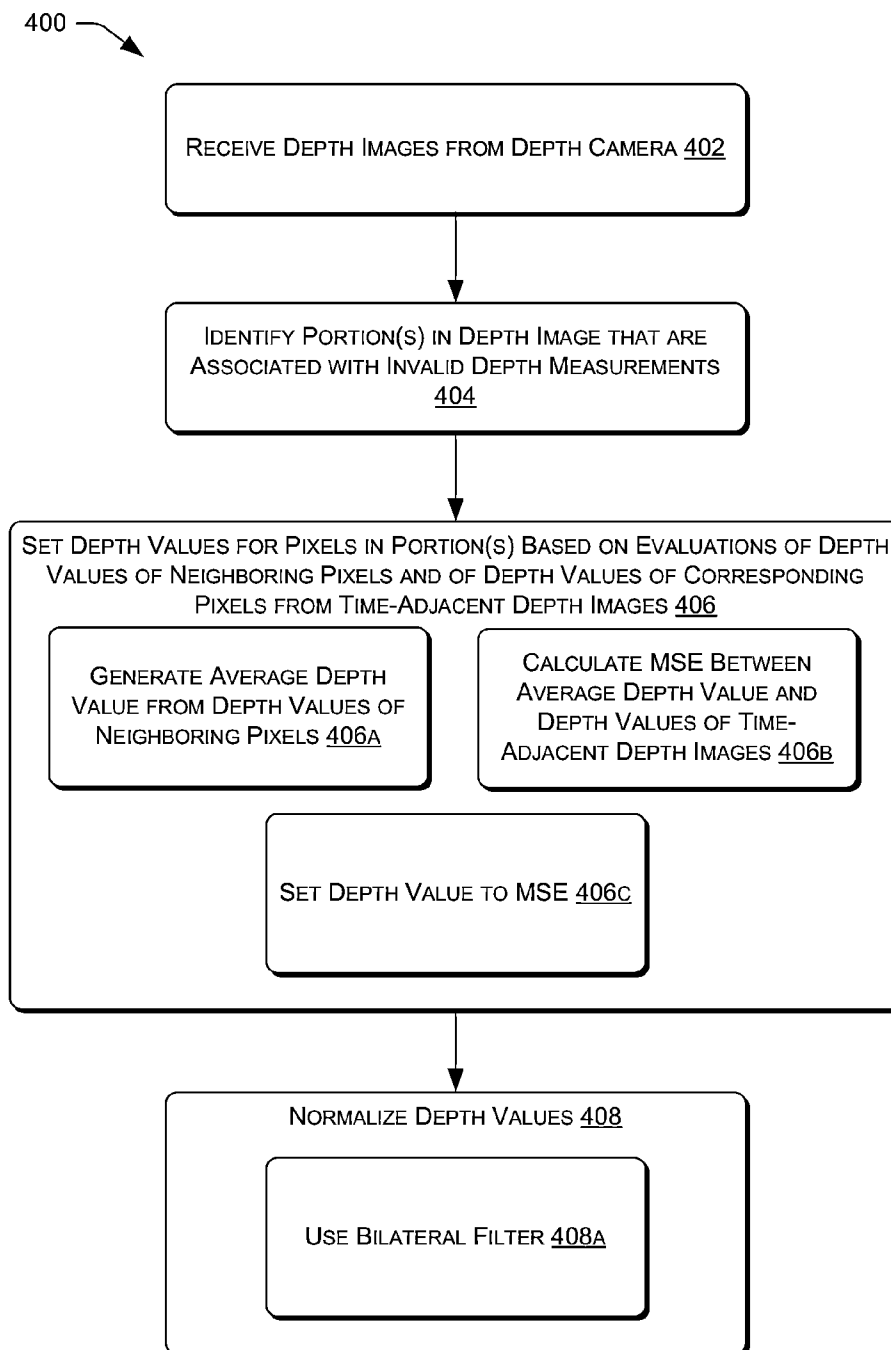 400
RECEIVE DEPTH IMAGES FROM DEPTH CAMERA 402
IDENTIFY PORTION(S) IN DEPTH IMAGE THAT ARE
ASSOCIATED WITH INVALID DEPTH MEASUREMENTS
404
SET DEPTH VALUES FOR PIXELS IN PORTION(S) BASED ON EVALUATIONS OF DEPTH
VALUES OF NEIGHBORING PIXELS AND OF DEPTH VALUES OF CORRESPONDING
PIXELS FROM TIME-ADJACENT DEPTH IMAGES 406
GENERATE AVERAGE DEPTH
VALUE FROM DEPTH VALUES OF
NEIGHBORING PIXELS 406A
CALCULATE MSE BETWEEN
AVERAGE DEPTH VALUE AND
DEPTH VALUES OF TIME-
ADJACENT DEPTH IMAGES 406B
SET DEPTH VALUE TO MSE 406C
NORMALIZE DEPTH VALUES 408
USE BILATERAL FILTER 408A